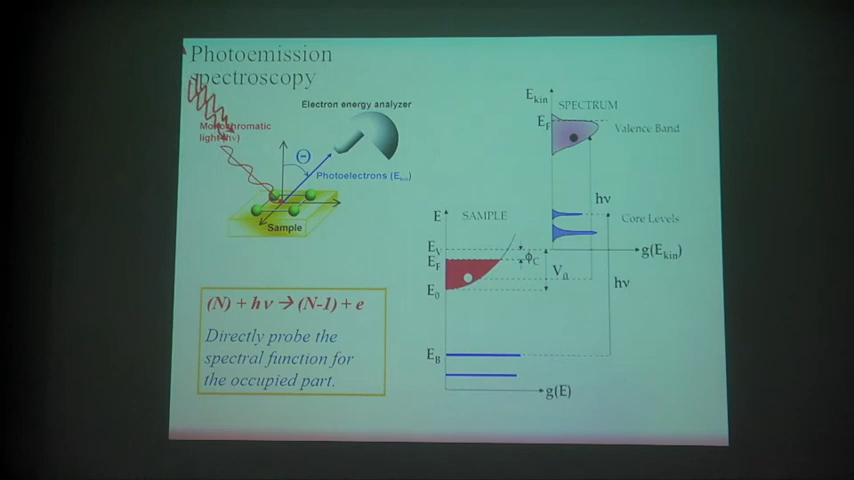 Photoemission
spectroscopy
Electron energy analyzer
Monochromatic
light (hν)
Θ
Photoelectrons (Ekin)
Sample
(N) + hν → (N-1) + e
Directly probe the
spectral function for
the occupied part.
Ekin
SPECTRUM
EF
Valence Band
hν
Core Levels
g(Ekin)
E
SAMPLE
EV
EF
ϕC
V0
E0
hν
EB
g(E)